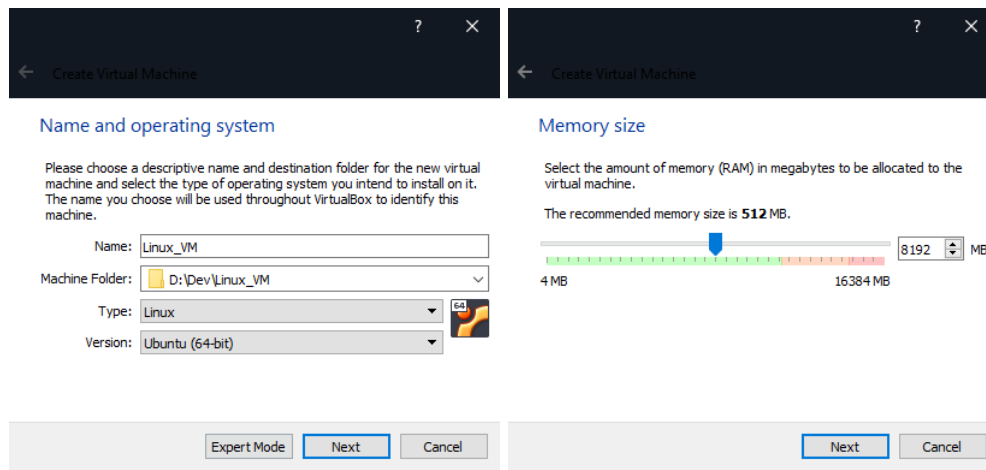 ?
Create Virtual Machine
Name and operating system
Please choose a descriptive name and destination folder for the new virtual
machine and select the type of operating system you intend to install on it.
The name you choose will be used throughout VirtualBox to identify this
machine.
Name: Linux_VM
Machine Folder: D:\Dev\Linux_VM
Type: Linux
64
Version: Ubuntu (64-bit)
Expert Mode Next Cancel
?
Create Virtual Machine
Memory size
Select the amount of memory (RAM) in megabytes to be allocated to the
virtual machine.
The recommended memory size is 512 MB.
8192 MB
4 MB 16384 MB
Next Cancel